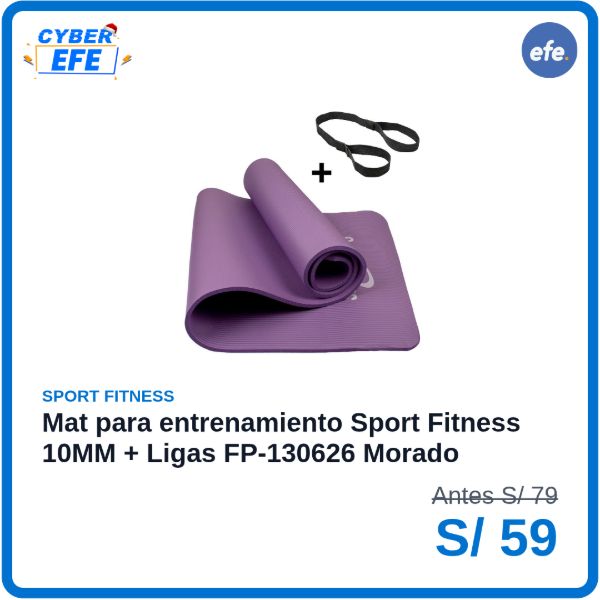 CYBER
EFE
efe.
+
SPORT FITNESS
Mat para entrenamiento Sport Fitness
10MM + Ligas FP-130626 Morado
Antes S/ 79
S/ 59